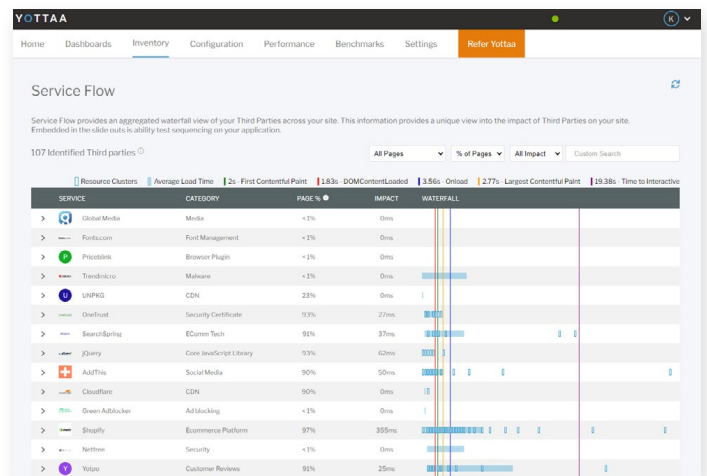 YOTTAA
K
Home Dashboards Inventory Configuration Performance Benchmarks Settings Refer Yottaa
Service Flow
Service Flow provides an aggregated waterfall view of your Third Parties across your site. This information provides a unique view into the impact of Third Parties on your site.
Embedded in the slide outs is ability test sequencing on your application.
107 Identified Third parties All Pages % of Pages All Impact Custom Search
Resource Clusters Average Load Time 2s - First Contentful Paint 1.83s - DOMContentLoaded 3.56s - Onload 2.77s - Largest Contentful Paint 19.38s - Time to Interactive
SERVICE CATEGORY PAGE % IMPACT WATERFALL
Global Media Media <1% 0ms
Fonts.com Font Management <1% 0ms
P Priceblink Browser Plugin <1% 0ms
Trendmicro Malware <1% 0ms
U UNPKG CDN 23% 0ms
OneTrust Security Certificate 93% 27ms
SearchSpring EComm Tech 91% 37ms
jQuery Core JavaScript Library 93% 62ms
AddThis Social Media 90% 50ms
Cloudflare CDN 90% 0ms
Green Adblocker Ad blocking <1% 0ms
Shopify Ecommerce Platform 97% 355ms
Netfree Security <1% 0ms
Y Yotpo Customer Reviews 91% 25ms